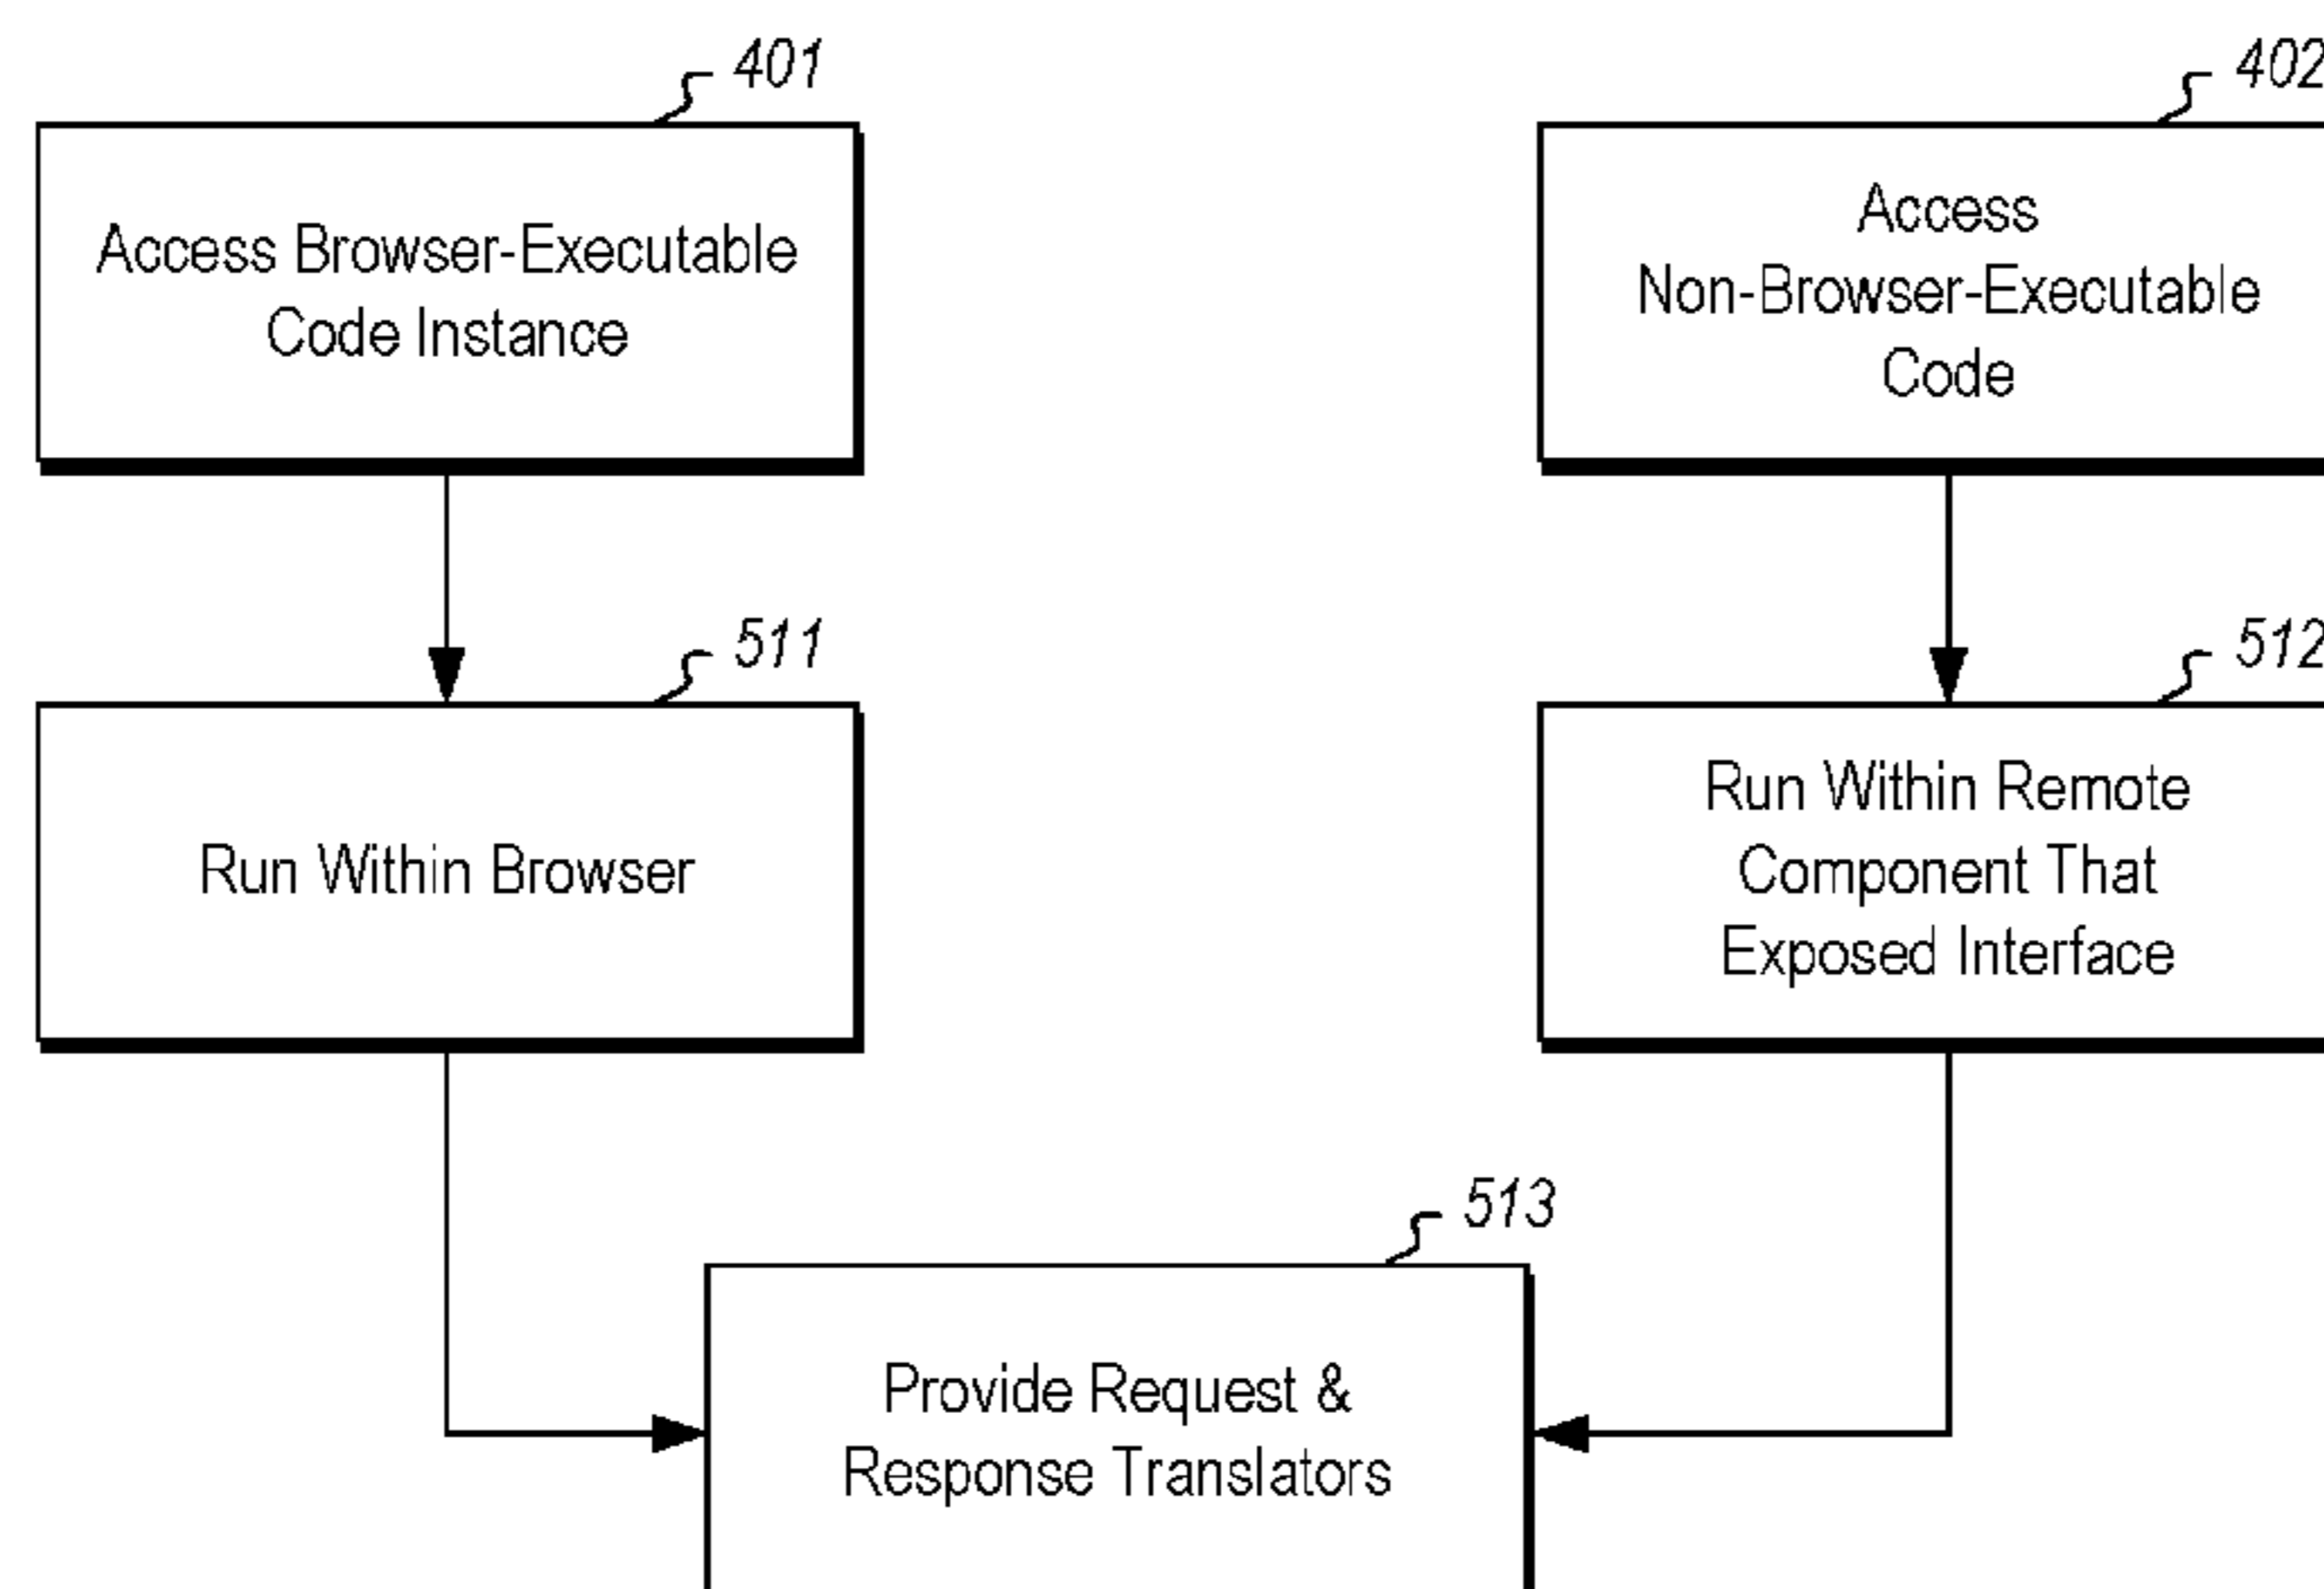 401
402
Access Browser-Executable
Code Instance
Access
Non-Browser-Executable
Code
511
512
Run Within Browser
Run Within Remote
Component That
Exposed Interface
513
Provide Request &
Response Translators